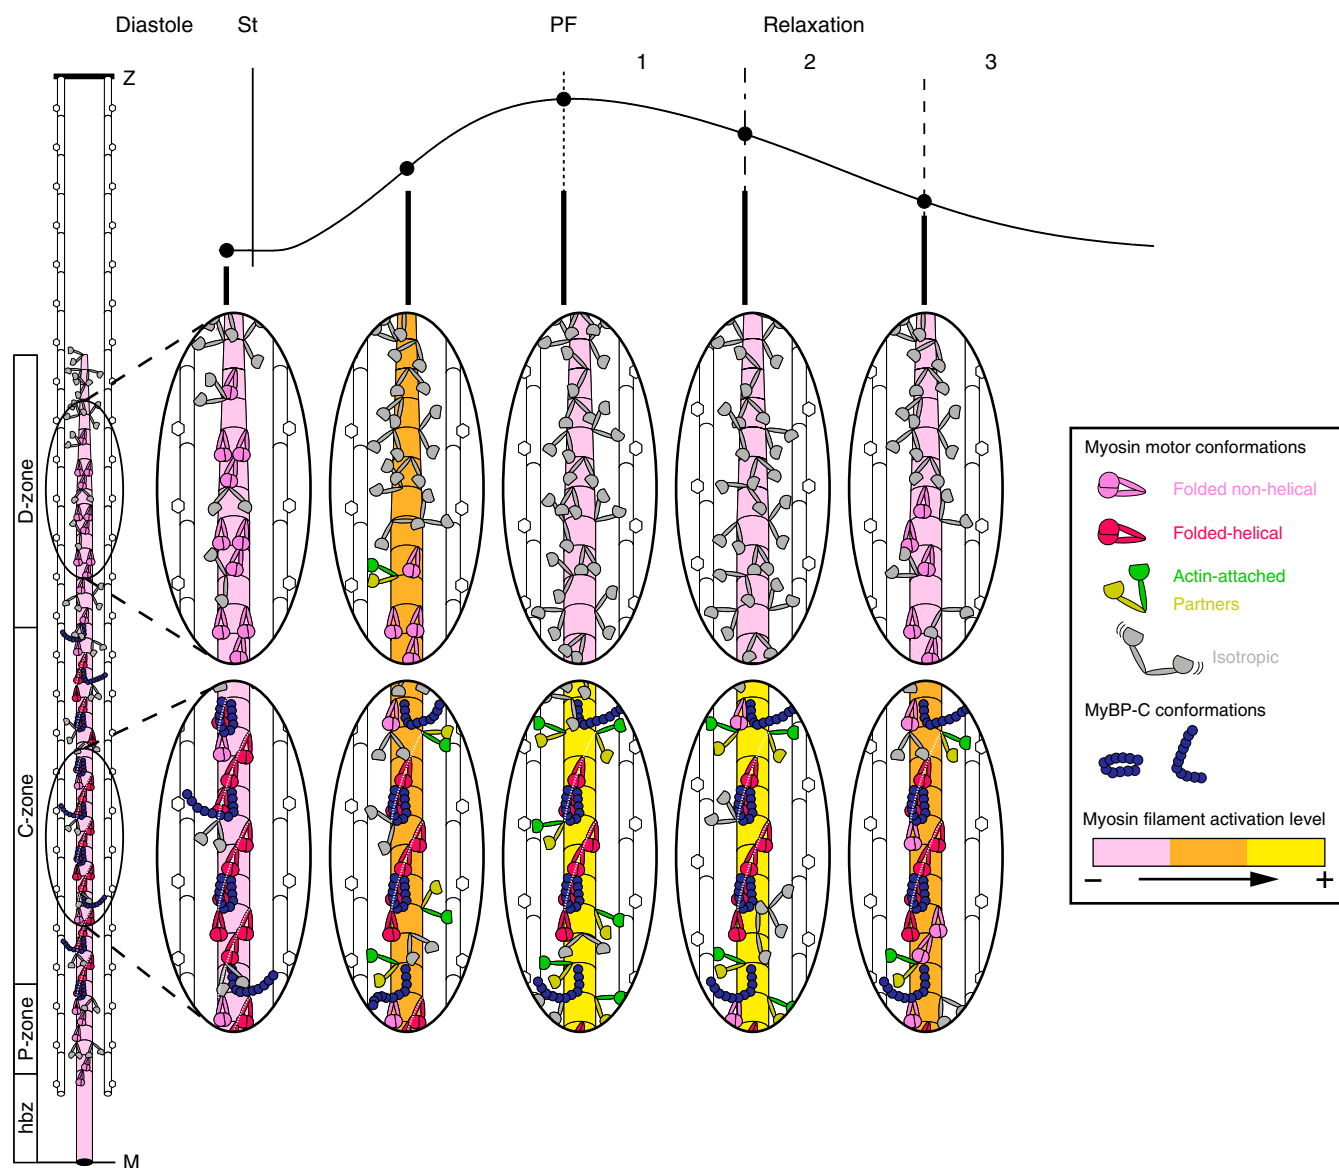 Diastole St PF Relaxation
1 2 3
Z
D-zone
C-zone
P-zone
hbz
M
Myosin motor conformations
Folded non-helical
Folded-helical
Actin-attached
Partners
Isotropic
MyBP-C conformations
Myosin filament activation level
− +